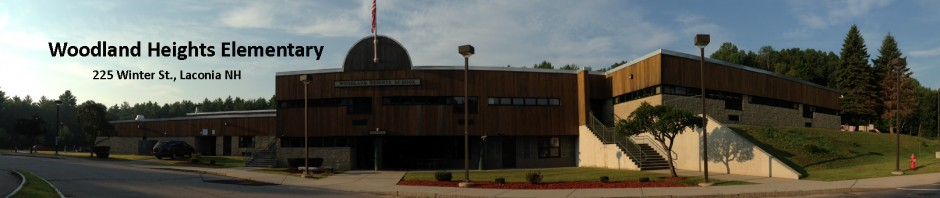 Woodland Heights Elementary
225 Winter St., Laconia NH